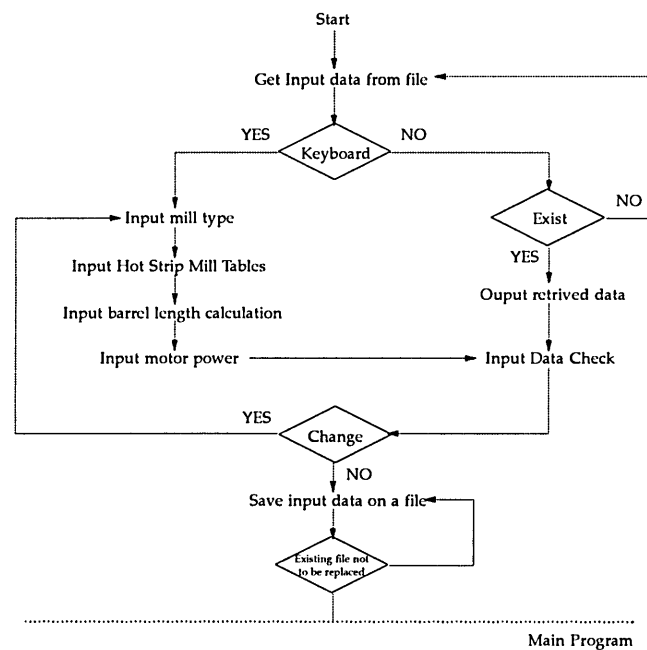 Start
Get Input data from file
YES
NO
Keyboard
NO
Input mill type
Exist
YES
Input Hot Strip Mill Tables
Ouput retrived data
Input barrel length calculation
Input motor power
Input Data Check
YES
Change
NO
Save input data on a file
Existing file not
to be replaced
Main Program